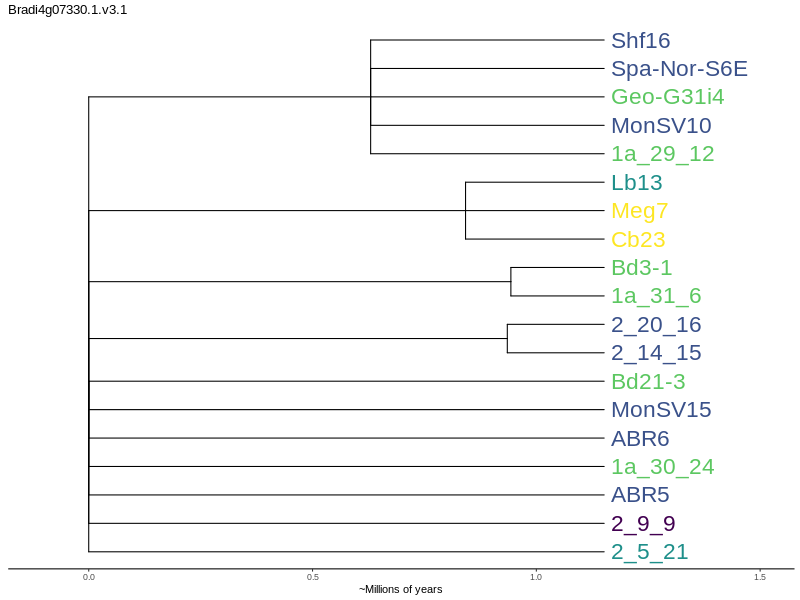 Bradi4g07330.1.v3.1
Shf16
Spa-Nor-S6E
Geo-G31i4
MonSV10
1a_29_12
Lb13
Meg7
Cb23
Bd3-1
1a_31_6
2_20_16
2_14_15
Bd21-3
MonSV15
ABR6
1a_30_24
ABR5
2_9_9
2_5_21
0.0 0.5 1.0 1.5
~Millions of years